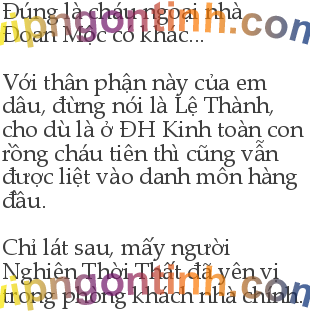 Đúng là cháu ngoại nhà
Đoan Mộc có khác...
Với thân phận này của em
dâu, đừng nói là Lệ Thành,
cho dù là ở ĐH Kinh toàn con
rồng cháu tiên thì cũng vẫn
được liệt vào danh môn hàng
đầu.
Chỉ lát sau, mấy người
Nghiên Thời Thất đã yên vị
trong phòng khách nhà chính.